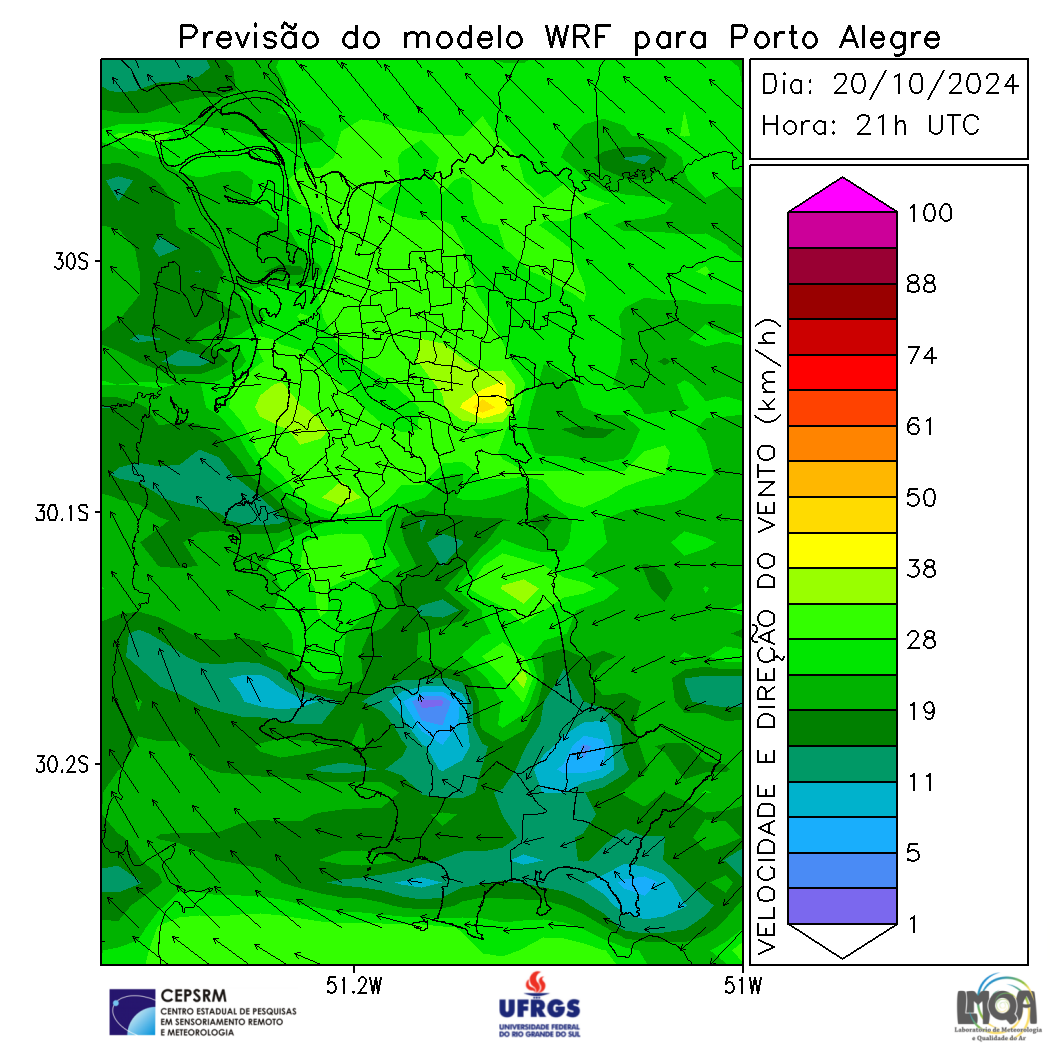 Previsão do modelo WRF para Porto Alegre
Dia: 20/10/2024
Hora: 21h UTC
30S
30.1S
30.2S
51.2W
51W
VELOCIDADE E DIREÇÃO DO VENTO (km/h)
100
88
74
61
50
38
28
19
11
5
1
CEPSRM
CENTRO ESTADUAL DE PESQUISAS
EM SENSORIAMENTO REMOTO
E METEOROLOGIA
UFRGS
UNIVERSIDADE FEDERAL
DO RIO GRANDE DO SUL
LMQA
Laboratório de Meteorologia
e Qualidade do Ar